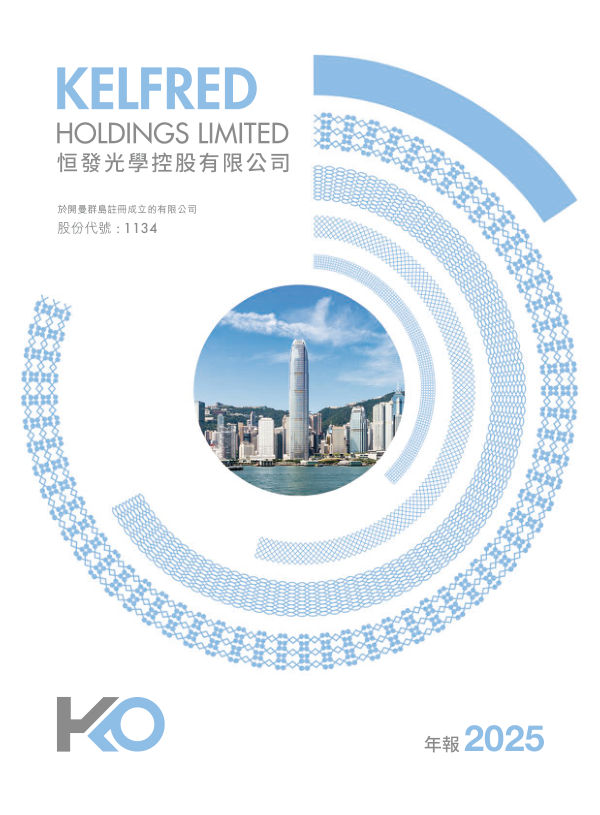 KELFRED
HOLDINGS LIMITED
恒發光學控股有限公司
於開曼群島註冊成立的有限公司
股份代號 : 1134
KO
年報 2025